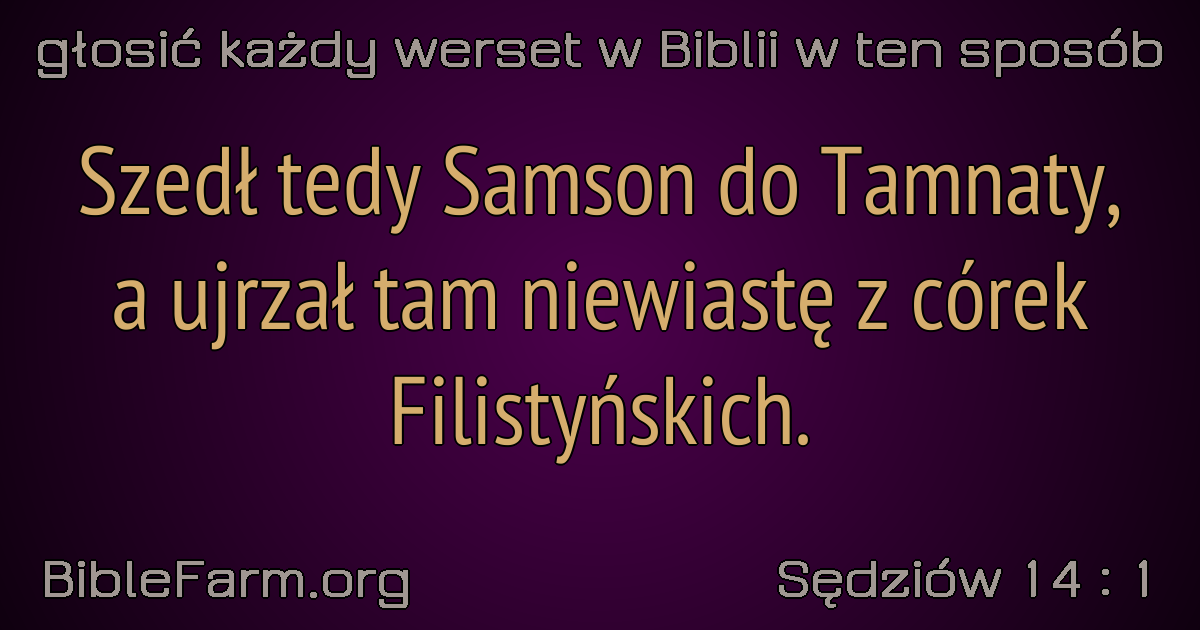 głosić każdy werset w Biblii w ten sposób
Szedł tedy Samson do Tamnaty,
a ujrzał tam niewiastę z córek
Filistyńskich.
BibleFarm.org
Sędziów 14 : 1